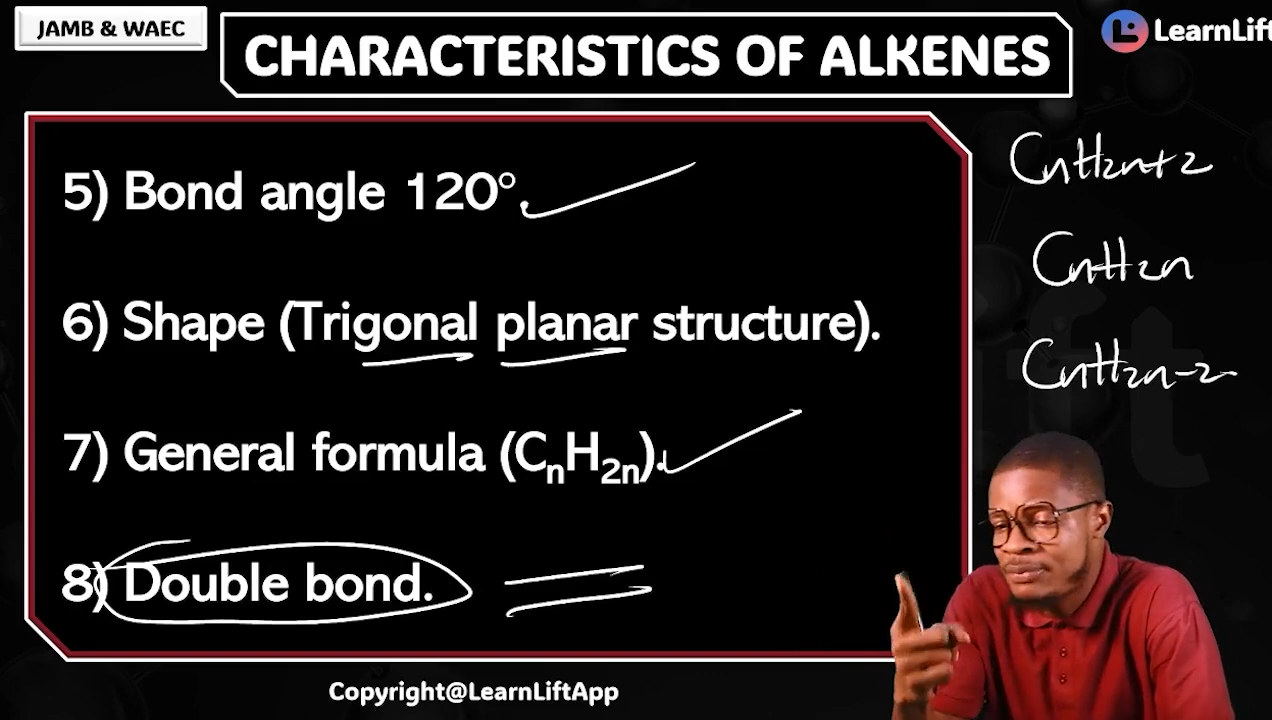 JAMB & WAEC
CHARACTERISTICS OF ALKENES
LearnLift
5) Bond angle 120°.
6) Shape (Trigonal planar structure).
7) General formula (CₙH₂ₙ).
8) Double bond.
CnH2n+2
CnH2n
CnH2n-2
Copyright@LearnLiftApp